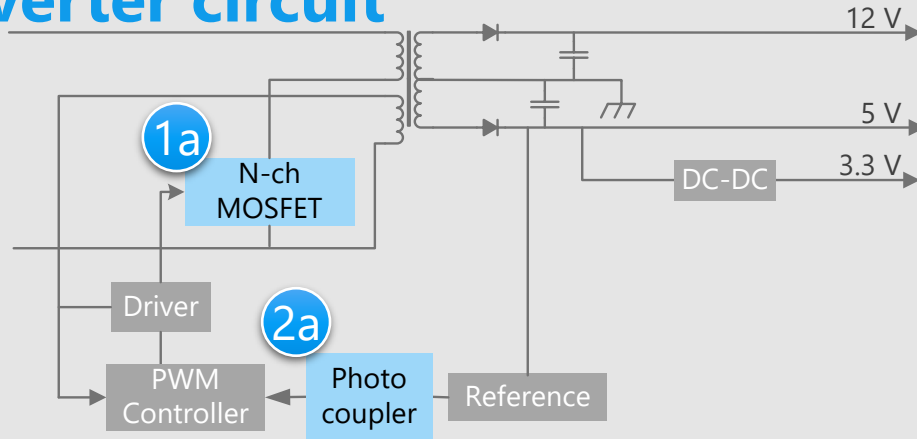 verter circuit
12 V
1a
5 V
N-ch
MOSFET
DC-DC
3.3 V
Driver
2a
PWM
Controller
Photo
coupler
Reference